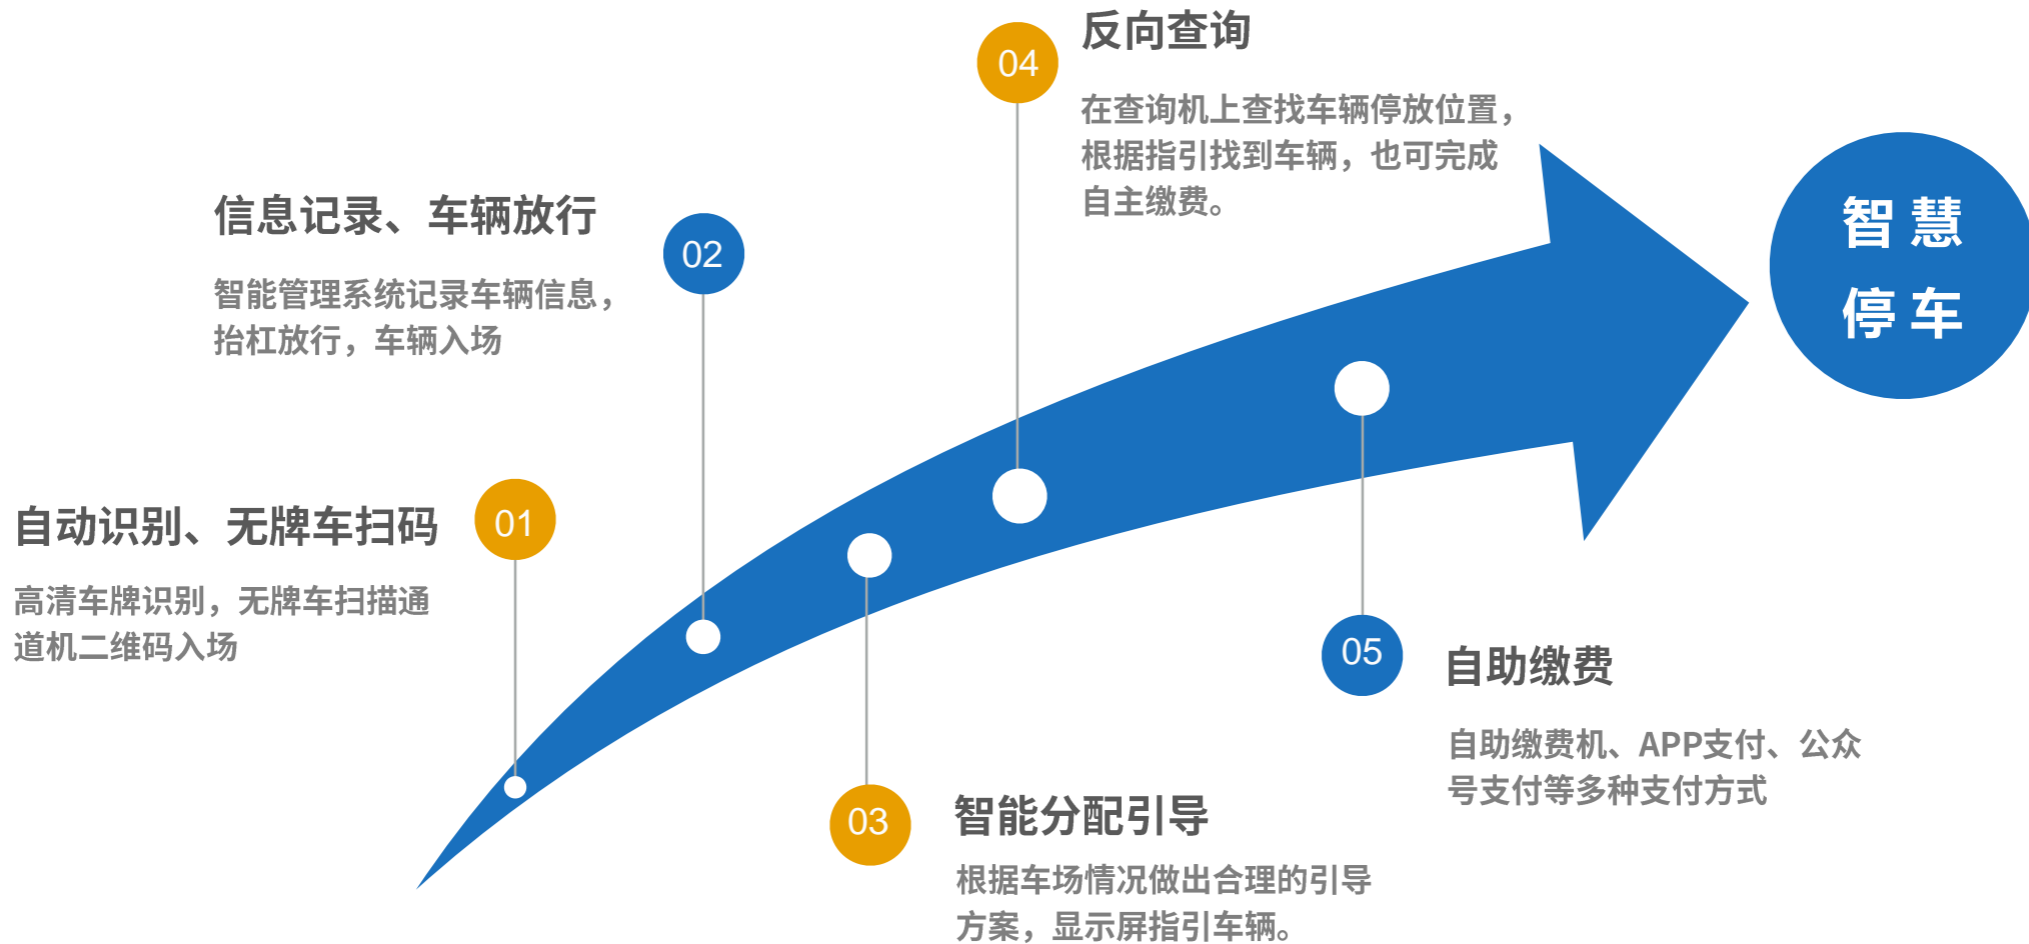 01
自动识别、无牌车扫码
高清车牌识别，无牌车扫描通
道机二维码入场
02
信息记录、车辆放行
智能管理系统记录车辆信息，
抬杠放行，车辆入场
03
智能分配引导
根据车场情况做出合理的引导
方案，显示屏指引车辆。
04
反向查询
在查询机上查找车辆停放位置，
根据指引找到车辆，也可完成
自主缴费。
05
自助缴费
自助缴费机、APP支付、公众
号支付等多种支付方式
智慧
停车